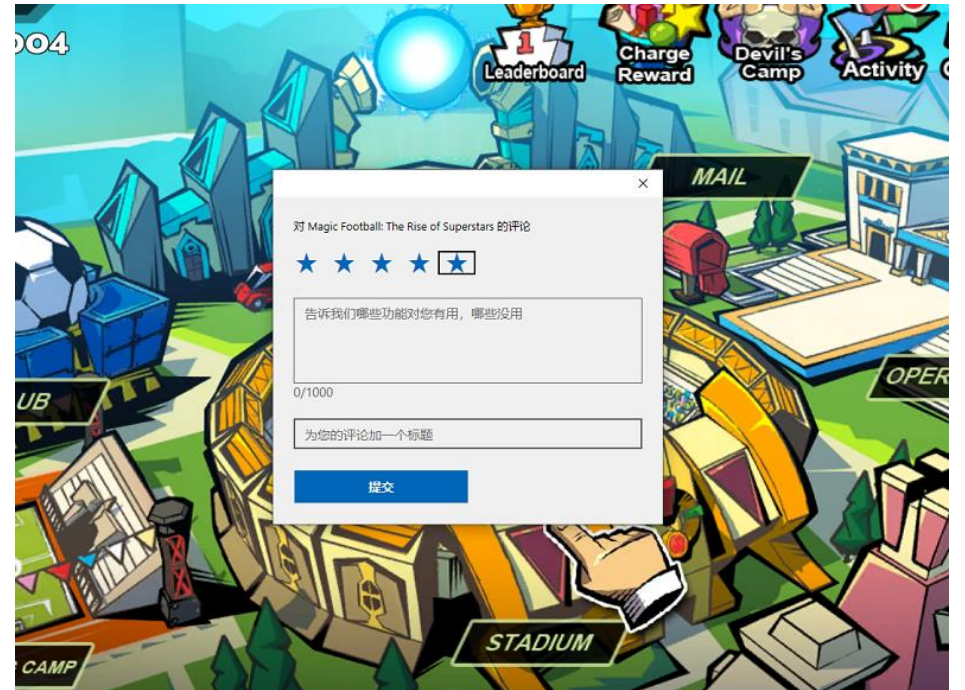 004
1
Leaderboard
Charge
Reward
Devil's
Camp
Activity
MAIL
对 Magic Football: The Rise of Superstars 的评论
告诉我们哪些功能对您有用，哪些没用
0/1000
OPER
UB
为您的评论加一个标题
提交
STADIUM
CAMP